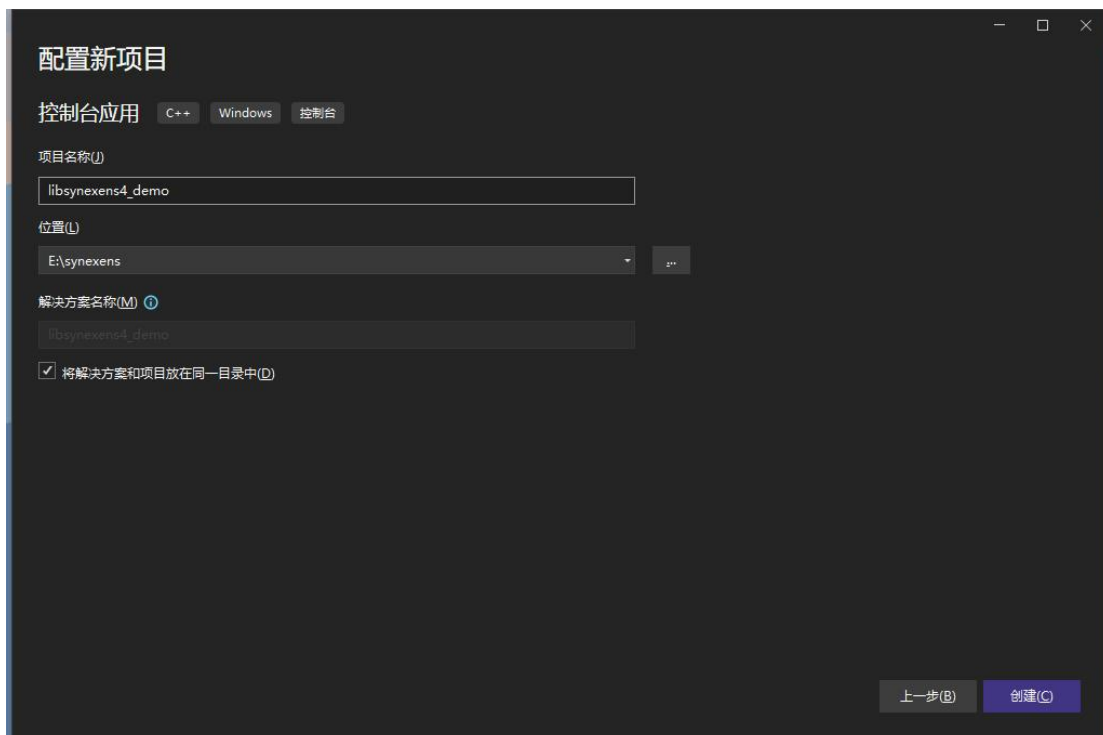 配置新项目
控制台应用 C++ Windows 控制台
项目名称(J)
libsynexens4_demo
位置(L)
E:\synexens
...
解决方案名称(M)
libsynexens4_demo
将解决方案和项目放在同一目录中(D)
上一步(B) 创建(C)